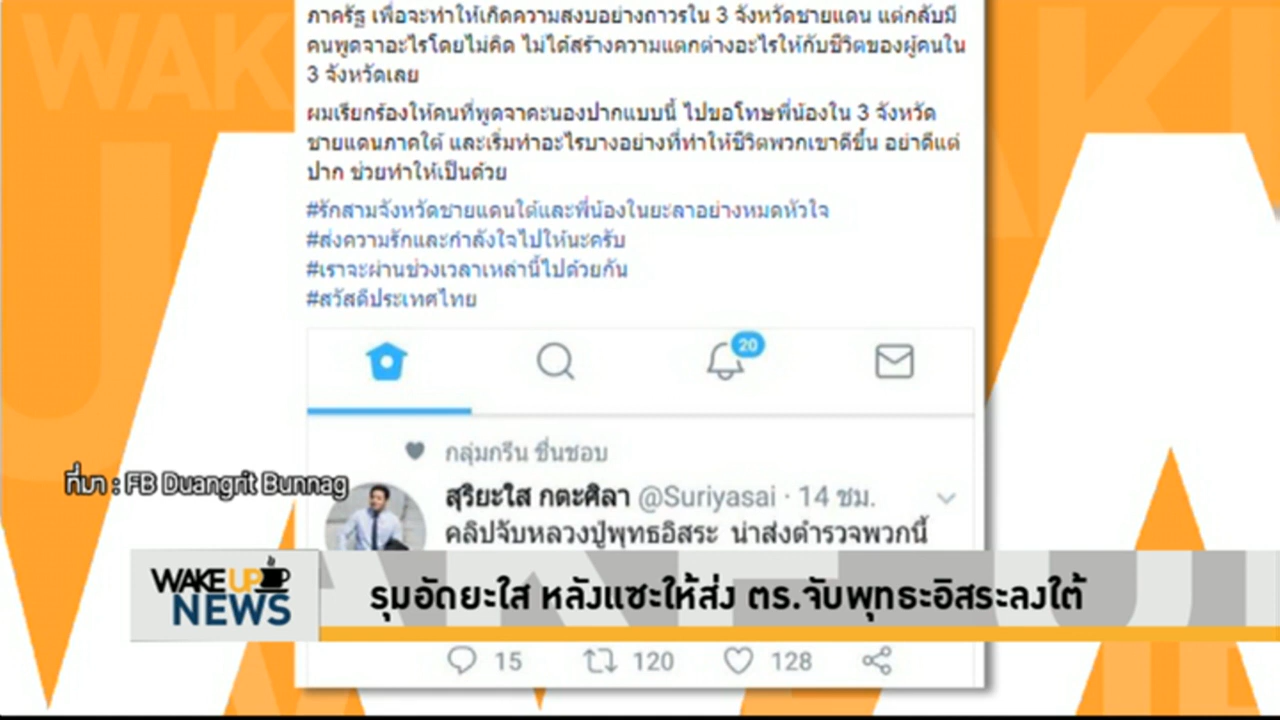 ภาครัฐ เพื่อจะทำให้เกิดความสงบอย่างถาวรใน 3 จังหวัดชายแดน แต่กลับมี
คนพูดจาอะไรโดยไม่คิด ไม่ได้สร้างความแตกต่างอะไรให้กับชีวิตของผู้คนใน
3 จังหวัดเลย
ผมเรียกร้องให้คนที่พูดจาคะนองปากแบบนี้ ไปขอโทษพี่น้องใน 3 จังหวัด
ชายแดนภาคใต้ และเริ่มทำอะไรบางอย่างที่ทำให้ชีวิตพวกเขาดีขึ้น อย่าดีแต่
ปาก ช่วยทำให้เป็นด้วย
#รักสามจังหวัดชายแดนใต้และพี่น้องในยะลาอย่างหมดหัวใจ
#ส่งความรักและกำลังใจไปให้นะครับ
#เราจะผ่านช่วงเวลาเหล่านี้ไปด้วยกัน
#สวัสดีประเทศไทย
20
กลุ่มกรีน ชื่นชอบ
ที่มา : FB Duangrit Bunnag
สุริยะใส กตะศิลา @Suriyasai · 14 ชม.
คลิปจับหลวงปู่พุทธอิสระ น่าส่งตำรวจพวกนี้
WAKE UP
NEWS
รุมอัดยะใส หลังแซะให้ส่ง ตร.จับพุทธะอิสระลงใต้
15 120 128